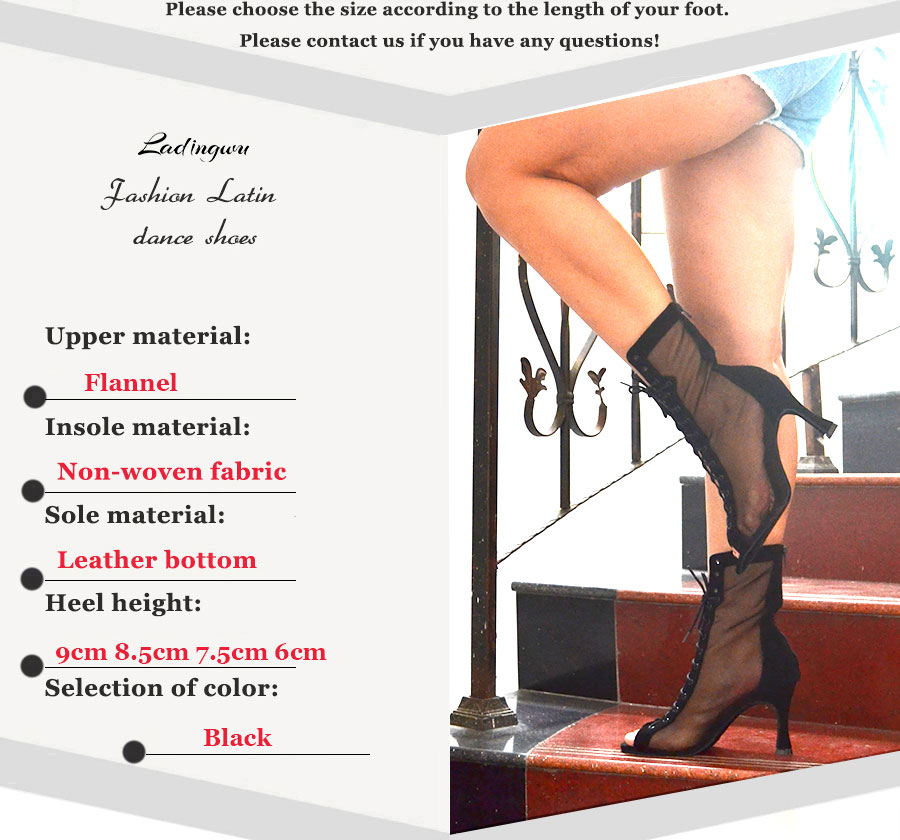 Please choose the size according to the length of your foot.
Please contact us if you have any questions!
Ladingwu
Fashion Latin
dance shoes
Upper material:
Flannel
Insole material:
Non-woven fabric
Sole material:
Leather bottom
Heel height:
9cm 8.5cm 7.5cm 6cm
Selection of color:
Black